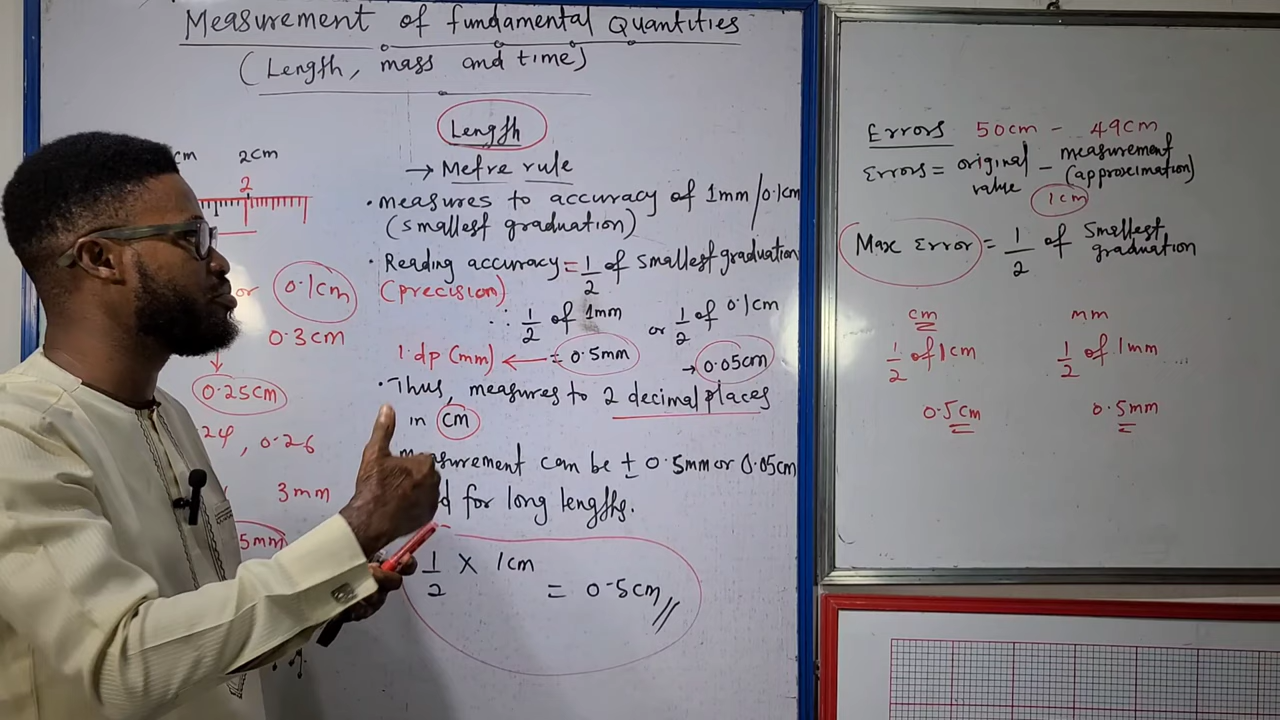 Measurement of fundamental Quantities
(Length, mass and time)
Length
→ Metre rule
• measures to accuracy of 1mm/0.1cm
(smallest graduation)
• Reading accuracy = 1/2 of smallest graduation
(precision)
∴ 1/2 of 1mm or 1/2 of 0.1cm
1.dp (mm) ← = 0.5mm → 0.05cm
• Thus, measures to 2 decimal places
in cm
measurement can be ± 0.5mm or 0.05cm
for long lengths.
1/2 × 1cm
= 0.5cm //
cm 2cm
2
or 0.1cm
0.3cm
0.25cm
24, 0.26
3mm
5mm
Errors 50cm - 49cm
Errors = original value - measurement (approximation)
1cm
Max Error = 1/2 of Smallest graduation
cm mm
1/2 of 1cm 1/2 of 1mm
0.5cm 0.5mm